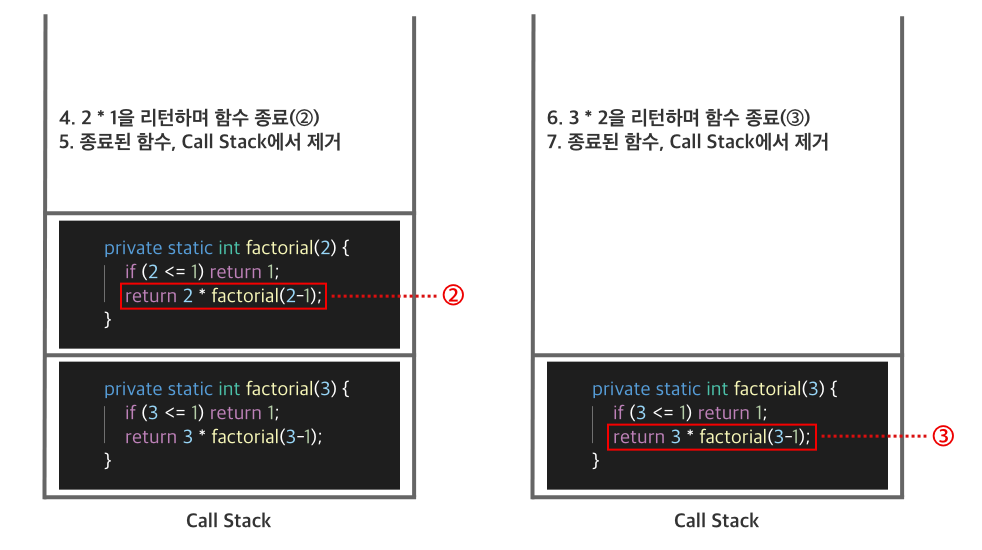 4. 2 * 1을 리턴하며 함수 종료(②)
5. 종료된 함수, Call Stack에서 제거
private static int factorial(2) {
if (2 <= 1) return 1;
return 2 * factorial(2-1);
②
}
private static int factorial(3) {
if (3 <= 1) return 1;
return 3 * factorial(3-1);
}
Call Stack
6. 3 * 2을 리턴하며 함수 종료(③)
7. 종료된 함수, Call Stack에서 제거
private static int factorial(3) {
if (3 <= 1) return 1;
return 3 * factorial(3-1);
③
}
Call Stack